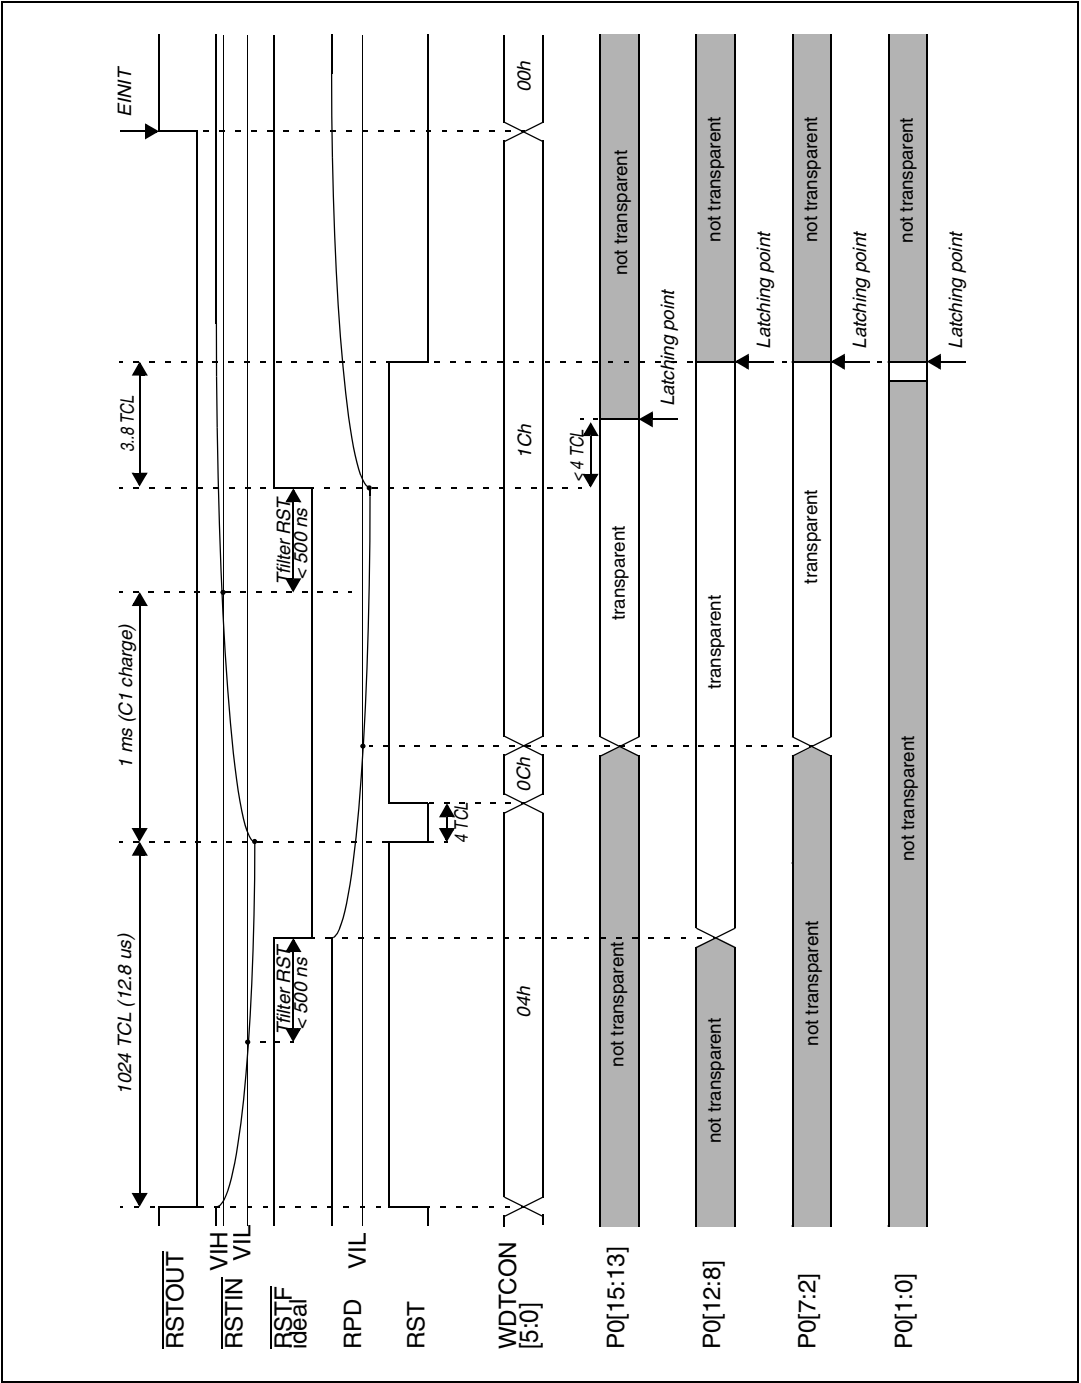 EINIT
3..8 TCL
1 ms (C1 charge)
1024 TCL (12.8 us)
RSTOUT
VIH
VIL
RSTIN
Tfilter RST
< 500 ns
Tfilter RST
< 500 ns
RSTF
ideal
VIL
RPD
RST
4 TCL
WDTCON
[5:0]
04h
0Ch
1Ch
00h
< 4 TCL
P0[15:13]
not transparent
transparent
not transparent
Latching point
P0[12:8]
not transparent
transparent
not transparent
Latching point
P0[7:2]
not transparent
transparent
not transparent
Latching point
P0[1:0]
not transparent
not transparent
Latching point